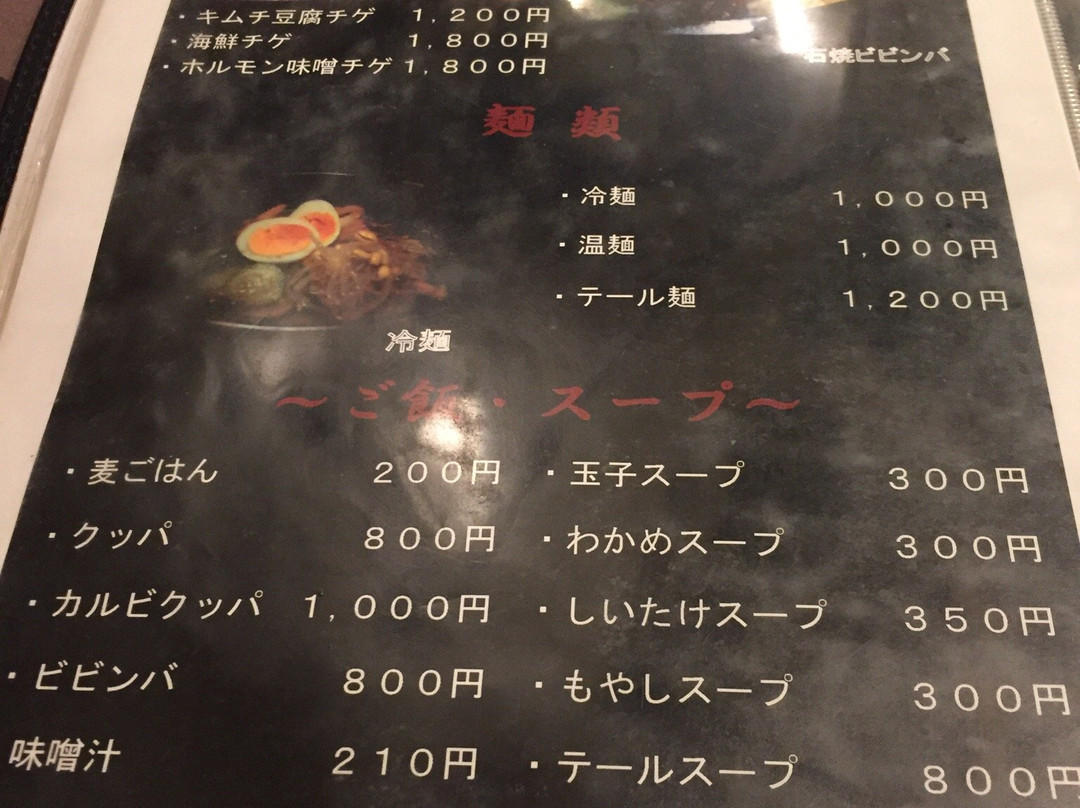 ・キムチ豆腐チゲ　１,２００円
・海鮮チゲ　１,８００円
・ホルモン味噌チゲ１,８００円
石焼ビビンバ
麺 類
・冷麺　１,０００円
・温麺　１,０００円
・テール麺　１,２００円
冷麺
～ご飯・スープ～
・麦ごはん　２００円
・クッパ　８００円
・カルビクッパ　１,０００円
・ビビンバ　８００円
味噌汁　２１０円
・玉子スープ　３００円
・わかめスープ　３００円
・しいたけスープ　３５０円
・もやしスープ　３００円
・テールスープ　８００円